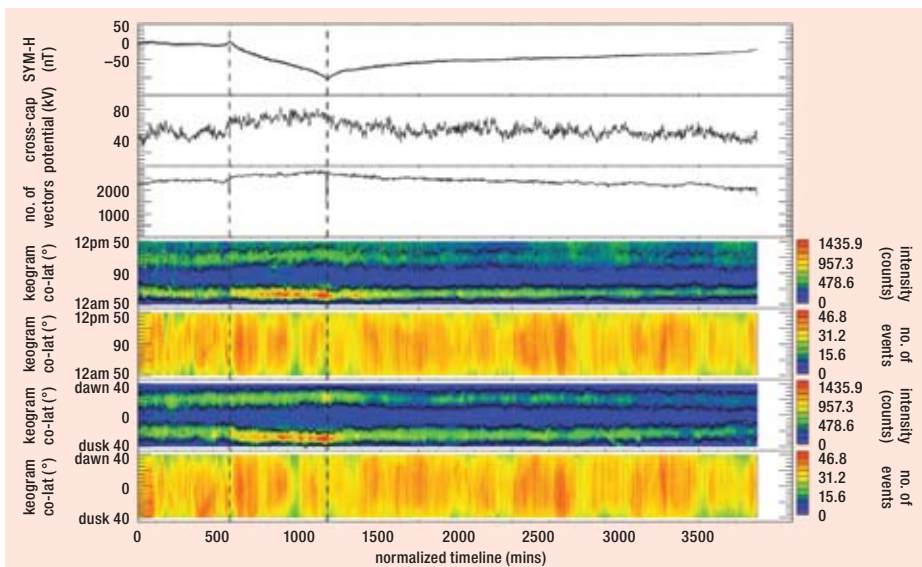 SYM-H
(nT)
50
0
−50
cross-cap
potential (kV)
80
40
no. of
vectors
2000
1000
keogram
co-lat (°)
12pm 50
90
12am 50
1435.9
957.3
478.6
0
intensity
(counts)
keogram
co-lat (°)
12pm 50
90
12am 50
46.8
31.2
15.6
0
no. of
events
keogram
co-lat (°)
dawn 40
0
dusk 40
1435.9
957.3
478.6
0
intensity
(counts)
keogram
co-lat (°)
dawn 40
0
dusk 40
46.8
31.2
15.6
0
no. of
events
0 500 1000 1500 2000 2500 3000 3500
normalized timeline (mins)